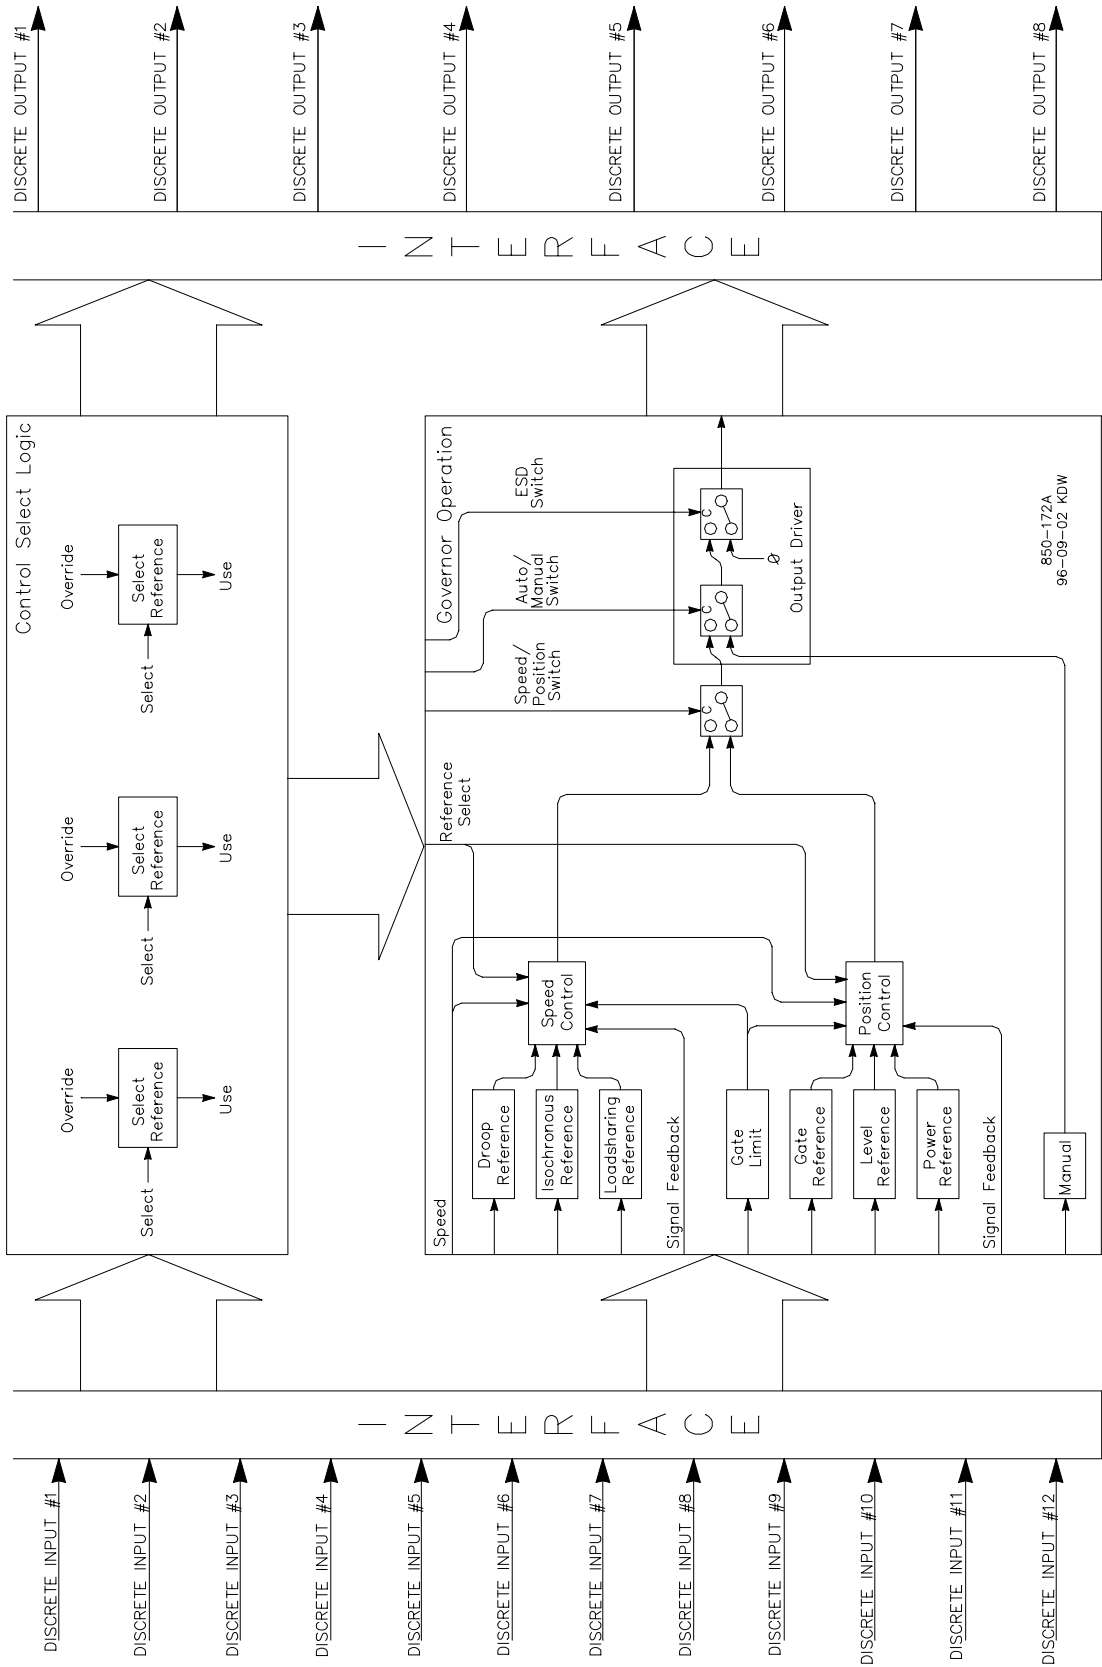 DISCRETE INPUT #1
DISCRETE INPUT #2
DISCRETE INPUT #3
DISCRETE INPUT #4
DISCRETE INPUT #5
DISCRETE INPUT #6
DISCRETE INPUT #7
DISCRETE INPUT #8
DISCRETE INPUT #9
DISCRETE INPUT #10
DISCRETE INPUT #11
DISCRETE INPUT #12
INTERFACE
Control Select Logic
Override
Select
Select
Reference
Use
Override
Select
Select
Reference
Use
Override
Select
Select
Reference
Use
Governor Operation
Speed
Droop
Reference
Isochronous
Reference
Loadsharing
Reference
Signal Feedback
Gate
Limit
Gate
Reference
Level
Reference
Power
Reference
Signal Feedback
Manual
Speed
Control
Position
Control
Reference
Select
Speed/
Position
Switch
Auto/
Manual
Switch
ESD
Switch
C
C
C
Ø
Output Driver
850-172A
96-09-02 KDW
INTERFACE
DISCRETE OUTPUT #1
DISCRETE OUTPUT #2
DISCRETE OUTPUT #3
DISCRETE OUTPUT #4
DISCRETE OUTPUT #5
DISCRETE OUTPUT #6
DISCRETE OUTPUT #7
DISCRETE OUTPUT #8